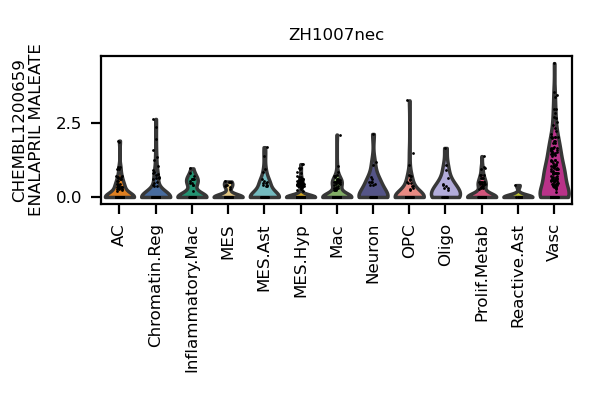 ZH1007nec
CHEMBL1200659
ENALAPRIL MALEATE
2.5
0.0
AC
Chromatin.Reg
Inflammatory.Mac
MES
MES.Ast
MES.Hyp
Mac
Neuron
OPC
Oligo
Prolif.Metab
Reactive.Ast
Vasc